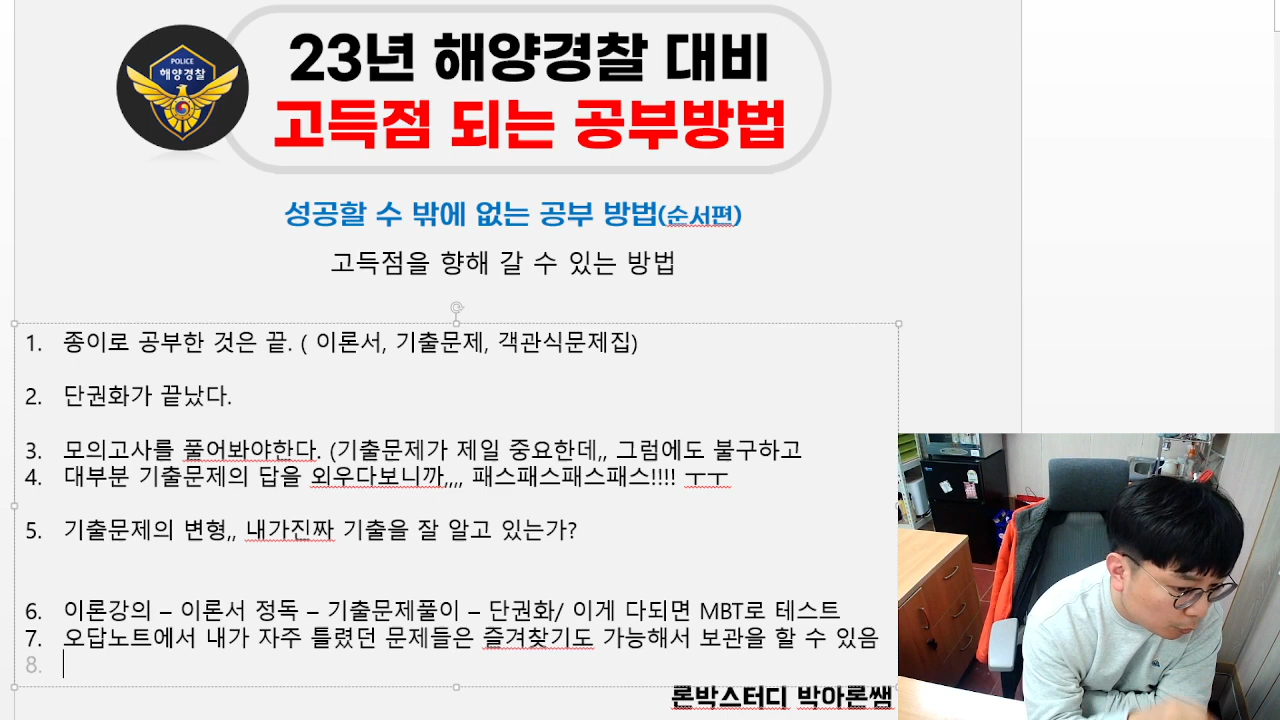 POLICE
해양경찰
23년 해양경찰 대비
고득점 되는 공부방법
성공할 수 밖에 없는 공부 방법(순서편)
고득점을 향해 갈 수 있는 방법
1. 종이로 공부한 것은 끝. ( 이론서, 기출문제, 객관식문제집)
2. 단권화가 끝났다.
3. 모의고사를 풀어봐야한다. (기출문제가 제일 중요한데,, 그럼에도 불구하고
4. 대부분 기출문제의 답을 외우다보니까,,,, 패스패스패스패스!!!! ㅜㅜ
5. 기출문제의 변형,, 내가진짜 기출을 잘 알고 있는가?
6. 이론강의 – 이론서 정독 – 기출문제풀이 – 단권화/ 이게 다되면 MBT로 테스트
7. 오답노트에서 내가 자주 틀렸던 문제들은 즐겨찾기도 가능해서 보관을 할 수 있음
8.
론박스터디 박아론쌤